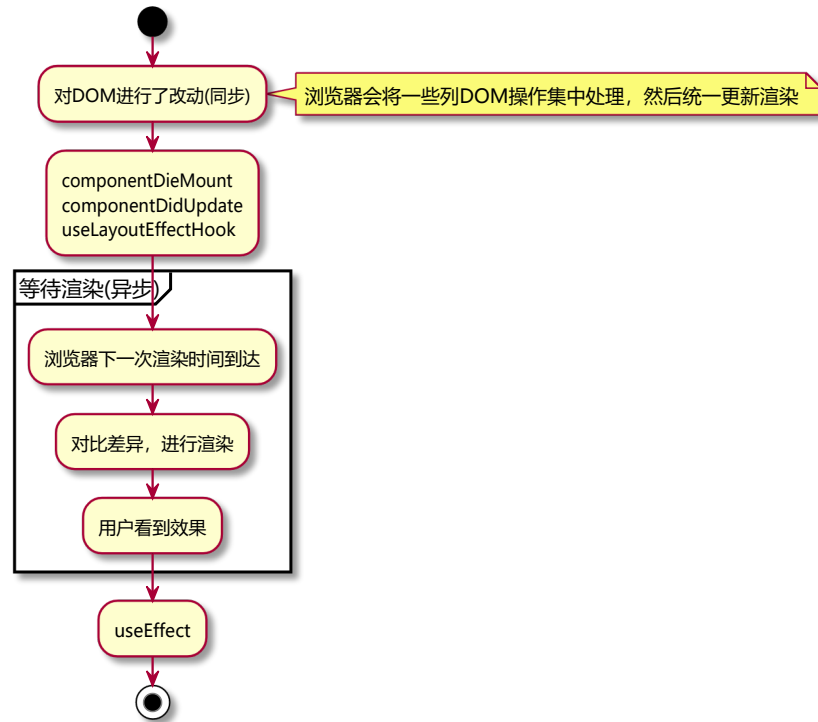 对DOM进行了改动(同步)
浏览器会将一些列DOM操作集中处理，然后统一更新渲染
componentDieMount
componentDidUpdate
useLayoutEffectHook
等待渲染(异步)
浏览器下一次渲染时间到达
对比差异，进行渲染
用户看到效果
useEffect